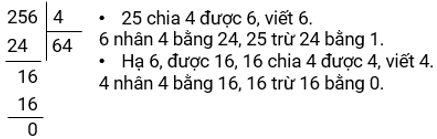 256 4
24 64
16
16
0
• 25 chia 4 được 6, viết 6.
6 nhân 4 bằng 24, 25 trừ 24 bằng 1.
• Hạ 6, được 16, 16 chia 4 được 4, viết 4.
4 nhân 4 bằng 16, 16 trừ 16 bằng 0.